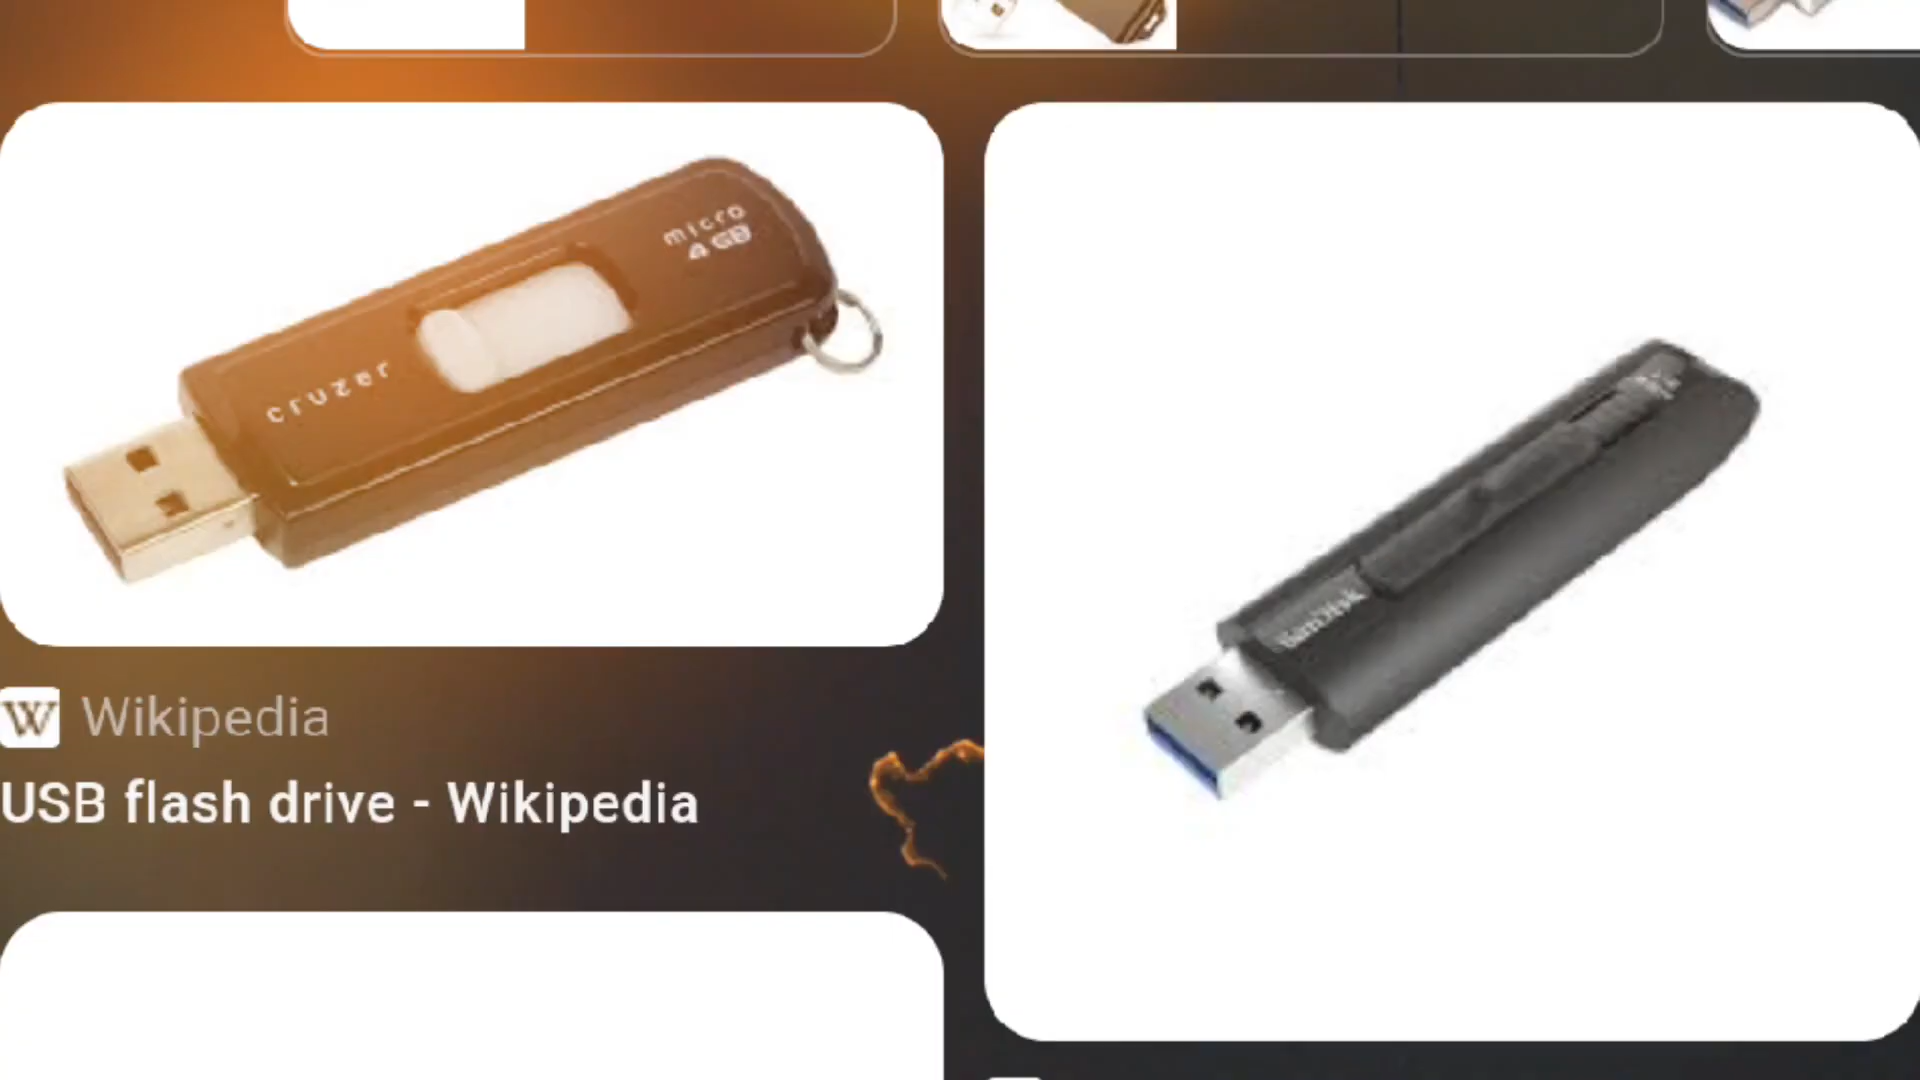 micro
4 GB
cruzer
SanDisk
W Wikipedia
USB flash drive - Wikipedia